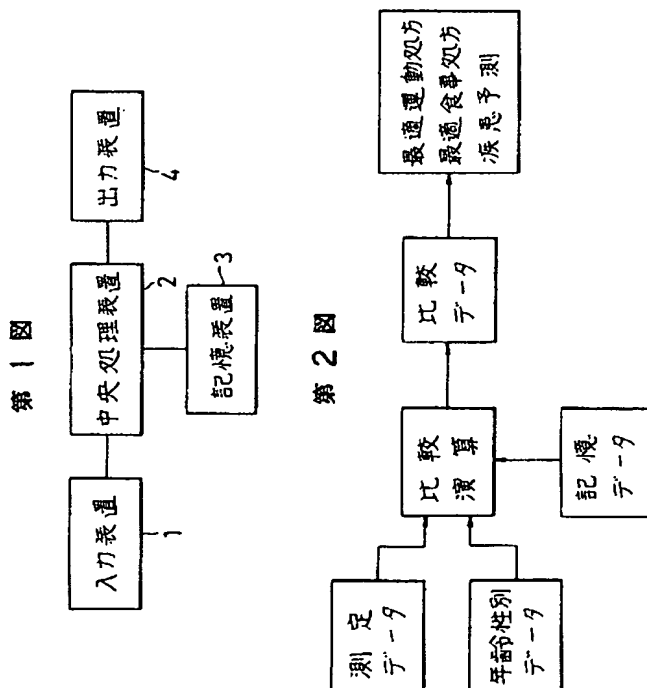 第1図
入力装置
1
中央処理装置
2
出力装置
4
記憶装置
3
第2図
測定
データ
年齢性別
データ
比較
演算
記憶
データ
比較
データ
最適運動処方
最適食事処方
疾患予測